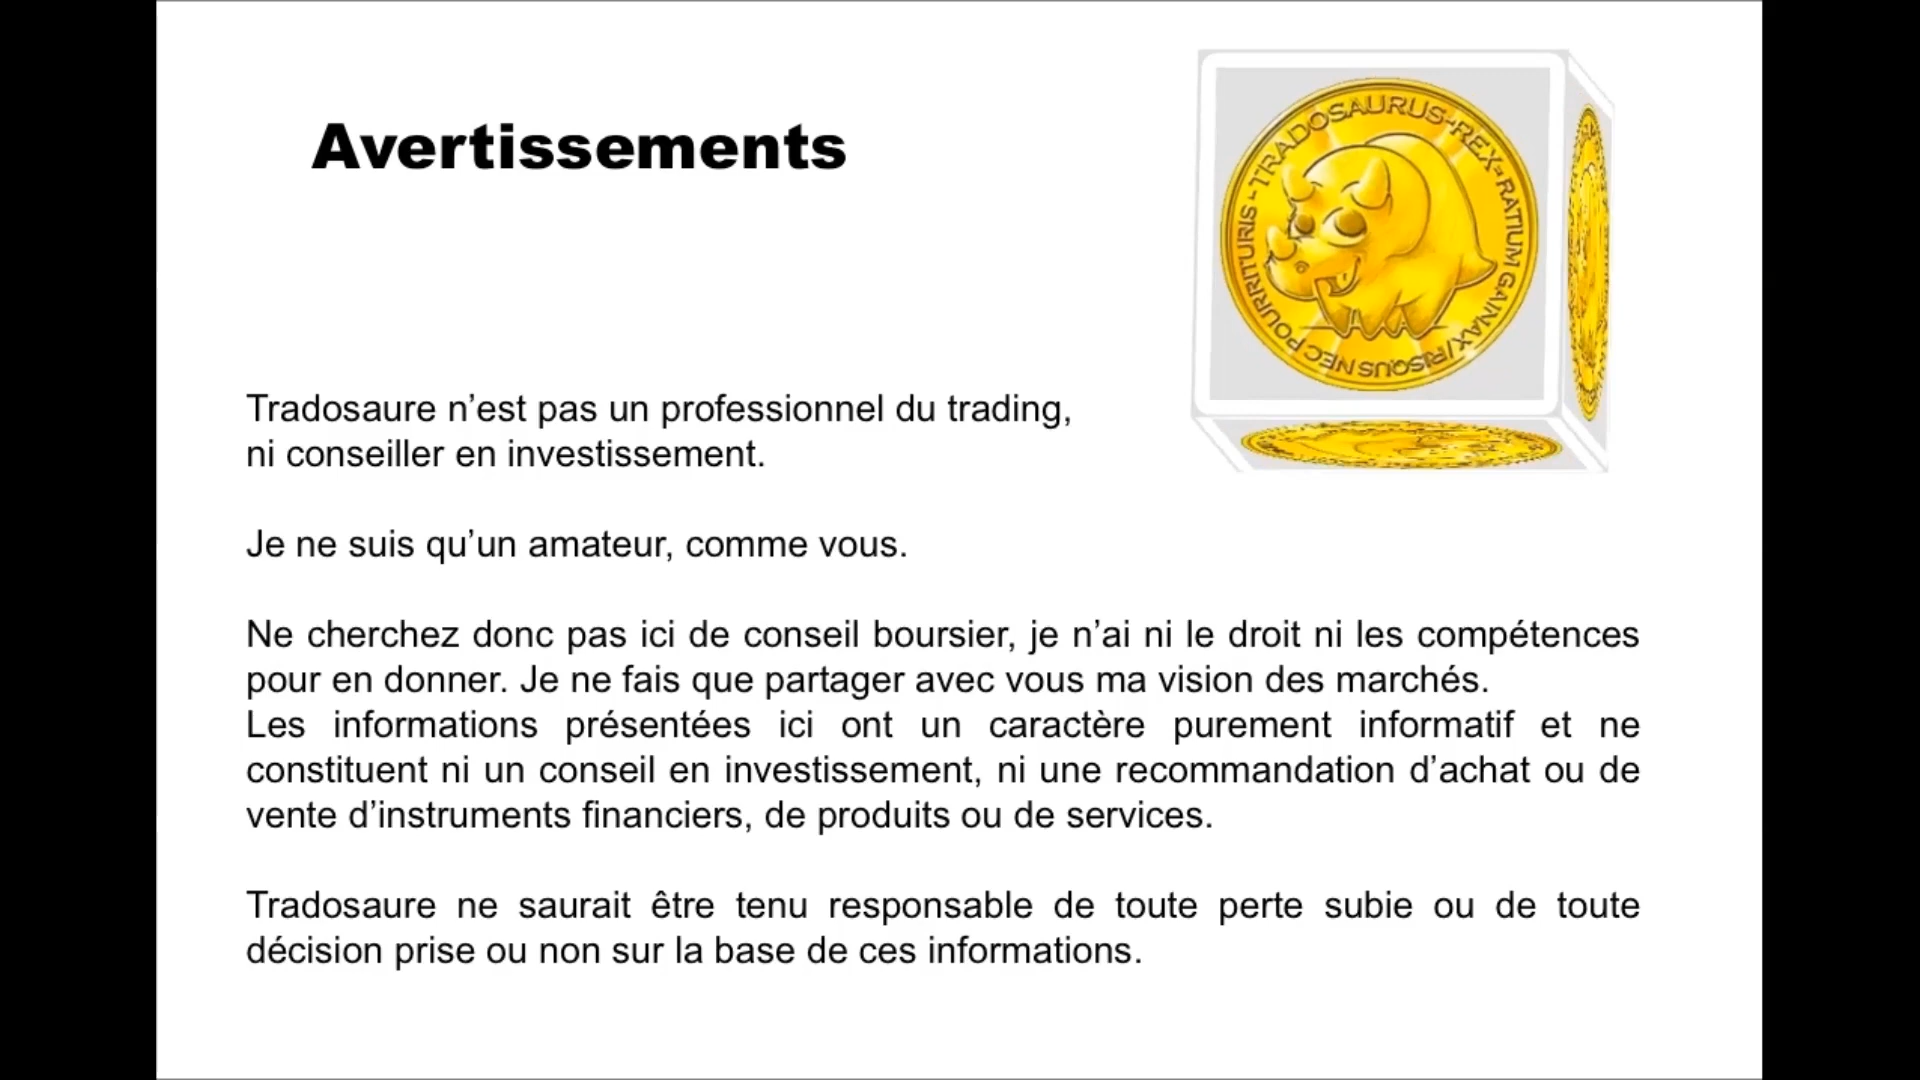 Avertissements
TRADOSAURUS-REX-RATIUM GAINAX/RISQUS NEC POURRITURIS -
Tradosaure n’est pas un professionnel du trading,
ni conseiller en investissement.
Je ne suis qu’un amateur, comme vous.
Ne cherchez donc pas ici de conseil boursier, je n’ai ni le droit ni les compétences
pour en donner. Je ne fais que partager avec vous ma vision des marchés.
Les informations présentées ici ont un caractère purement informatif et ne
constituent ni un conseil en investissement, ni une recommandation d’achat ou de
vente d’instruments financiers, de produits ou de services.
Tradosaure ne saurait être tenu responsable de toute perte subie ou de toute
décision prise ou non sur la base de ces informations.